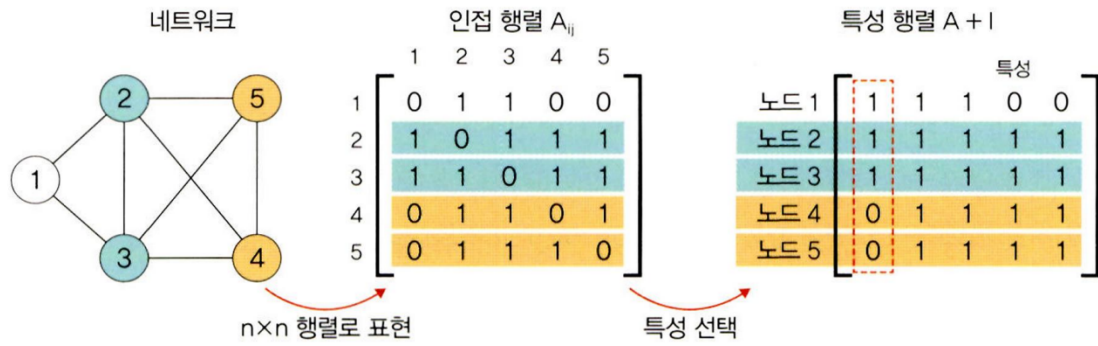 네트워크
2
5
1
3
4
인접 행렬 Aij
1 2 3 4 5
1 0 1 1 0 0
2 1 0 1 1 1
3 1 1 0 1 1
4 0 1 1 0 1
5 0 1 1 1 0
특성 행렬 A + I
특성
노드 1 1 1 1 0 0
노드 2 1 1 1 1 1
노드 3 1 1 1 1 1
노드 4 0 1 1 1 1
노드 5 0 1 1 1 1
n×n 행렬로 표현
특성 선택